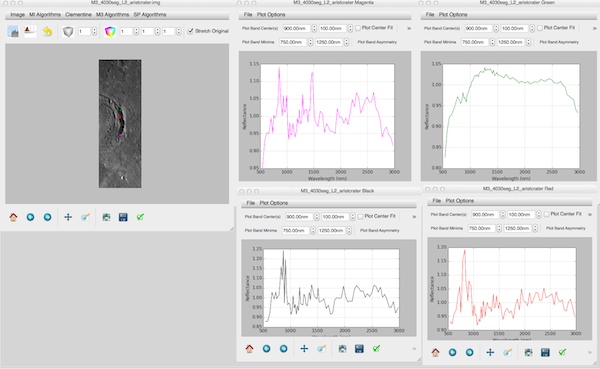 M3_4030seg_L2_aristcrater.img
Image MI Algorithms Clementine M3 Algorithms SP Algorithms
1 1 1 1 Stretch Original
M3_4030seg_L2_aristcrater Magenta
File Plot Options
Plot Band Center(s) 900.00nm 100.00nm Plot Center Fit »
Plot Band Minima 750.00nm 1250.00nm Plot Band Asymmetry
1.15
1.10
1.05
1.00
0.95
0.90
0.85
Reflectance
500 1000 1500 2000 2500 3000
Wavelength (nm)
M3_4030seg_L2_aristcrater Green
File Plot Options
Plot Band Center(s) 900.00nm 100.00nm Plot Center Fit »
Plot Band Minima 750.00nm 1250.00nm Plot Band Asymmetry
1.05
1.00
0.95
0.90
0.85
0.80
Reflectance
500 1000 1500 2000 2500 3000
Wavelength (nm)
M3_4030seg_L2_aristcrater Black
File Plot Options
Plot Band Center(s) 900.00nm 100.00nm Plot Center Fit »
Plot Band Minima 750.00nm 1250.00nm Plot Band Asymmetry
1.25
1.20
1.15
1.10
1.05
1.00
0.95
0.90
0.85
Reflectance
500 1000 1500 2000 2500 3000
M3_4030seg_L2_aristcrater Red
File Plot Options
Plot Band Center(s) 900.00nm 100.00nm Plot Center Fit »
Plot Band Minima 750.00nm 1250.00nm Plot Band Asymmetry
1.20
1.15
1.10
1.05
1.00
0.95
0.90
Reflectance
500 1000 1500 2000 2500 3000